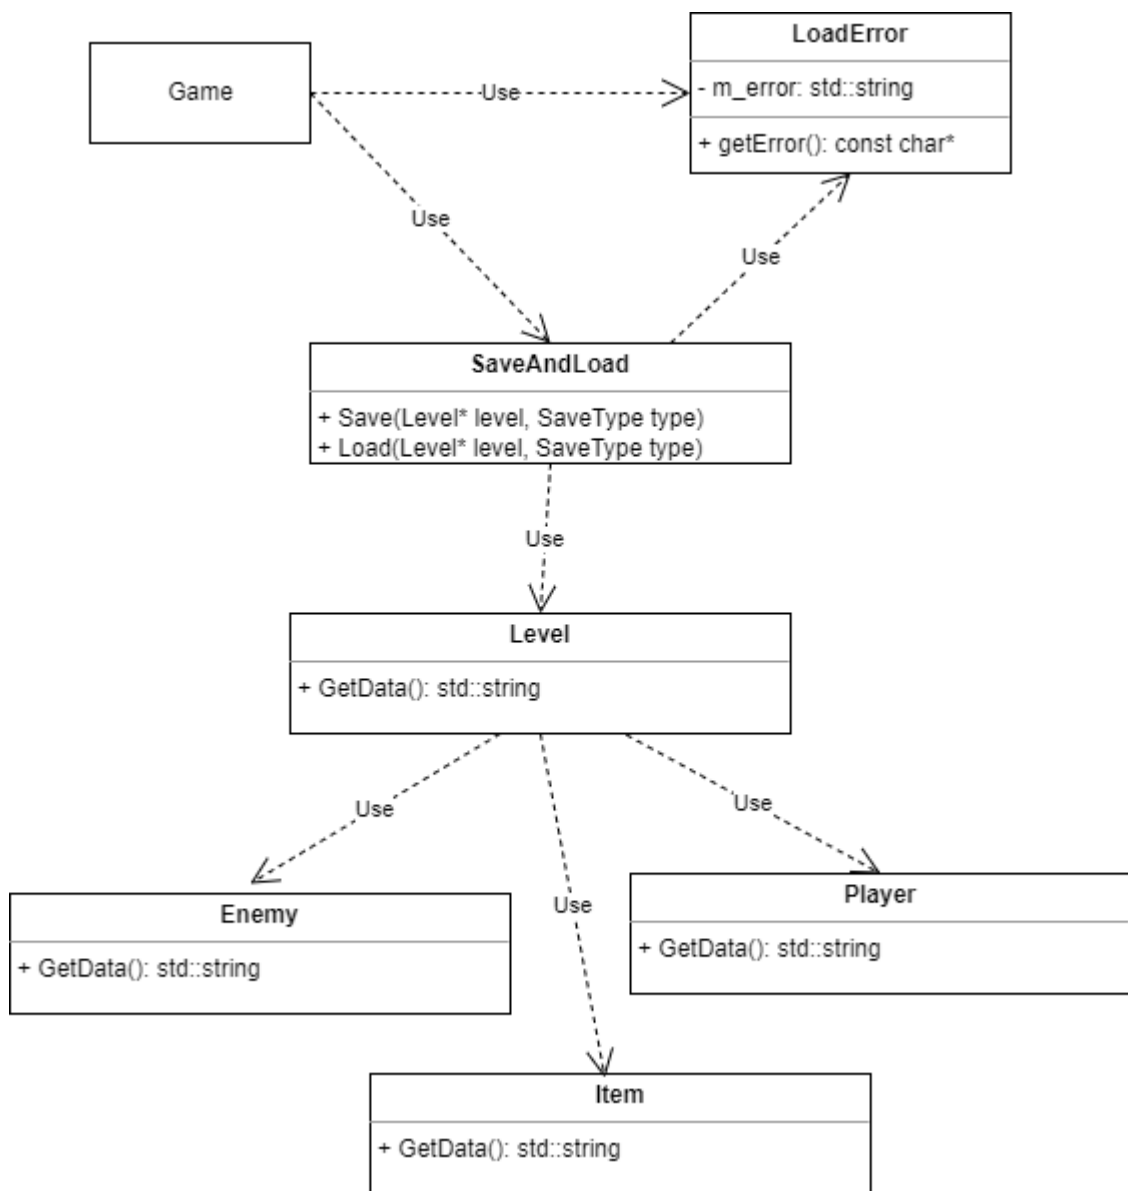 LoadError
Game
- m_error: std::string
Use
+ getError(): const char*
Use
Use
SaveAndLoad
+ Save(Level* level, SaveType type)
+ Load(Level* level, SaveType type)
Use
Level
+ GetData(): std::string
Use
Use
Player
Enemy
Use
+ GetData(): std::string
+ GetData(): std::string
Item
+ GetData(): std::string